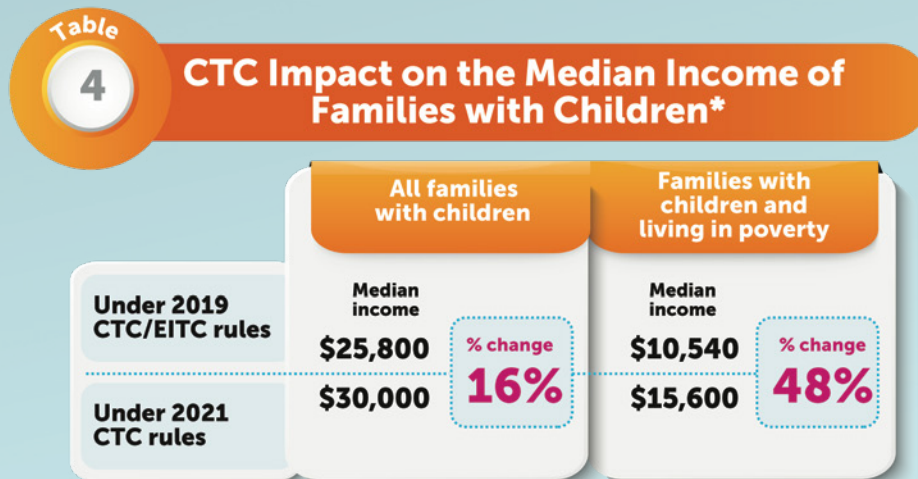 Table
4
CTC Impact on the Median Income of
Families with Children*
All families
with children
Families with
children and
living in poverty
Under 2019
CTC/EITC rules
Median
income
$25,800
% change
16%
Median
income
$10,540
% change
48%
Under 2021
CTC rules
$30,000
$15,600